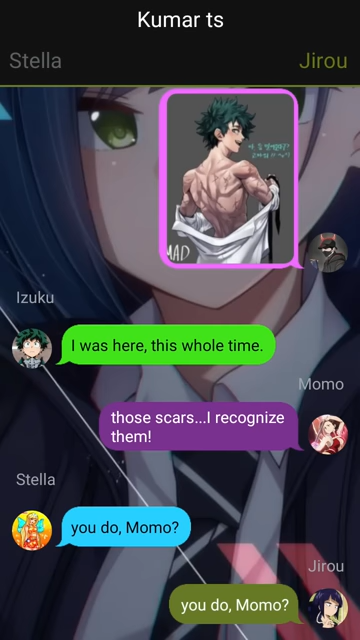 Kumar ts
Stella
Jirou
MAD
Izuku
I was here, this whole time.
Momo
those scars...I recognize
them!
Stella
you do, Momo?
Jirou
you do, Momo?